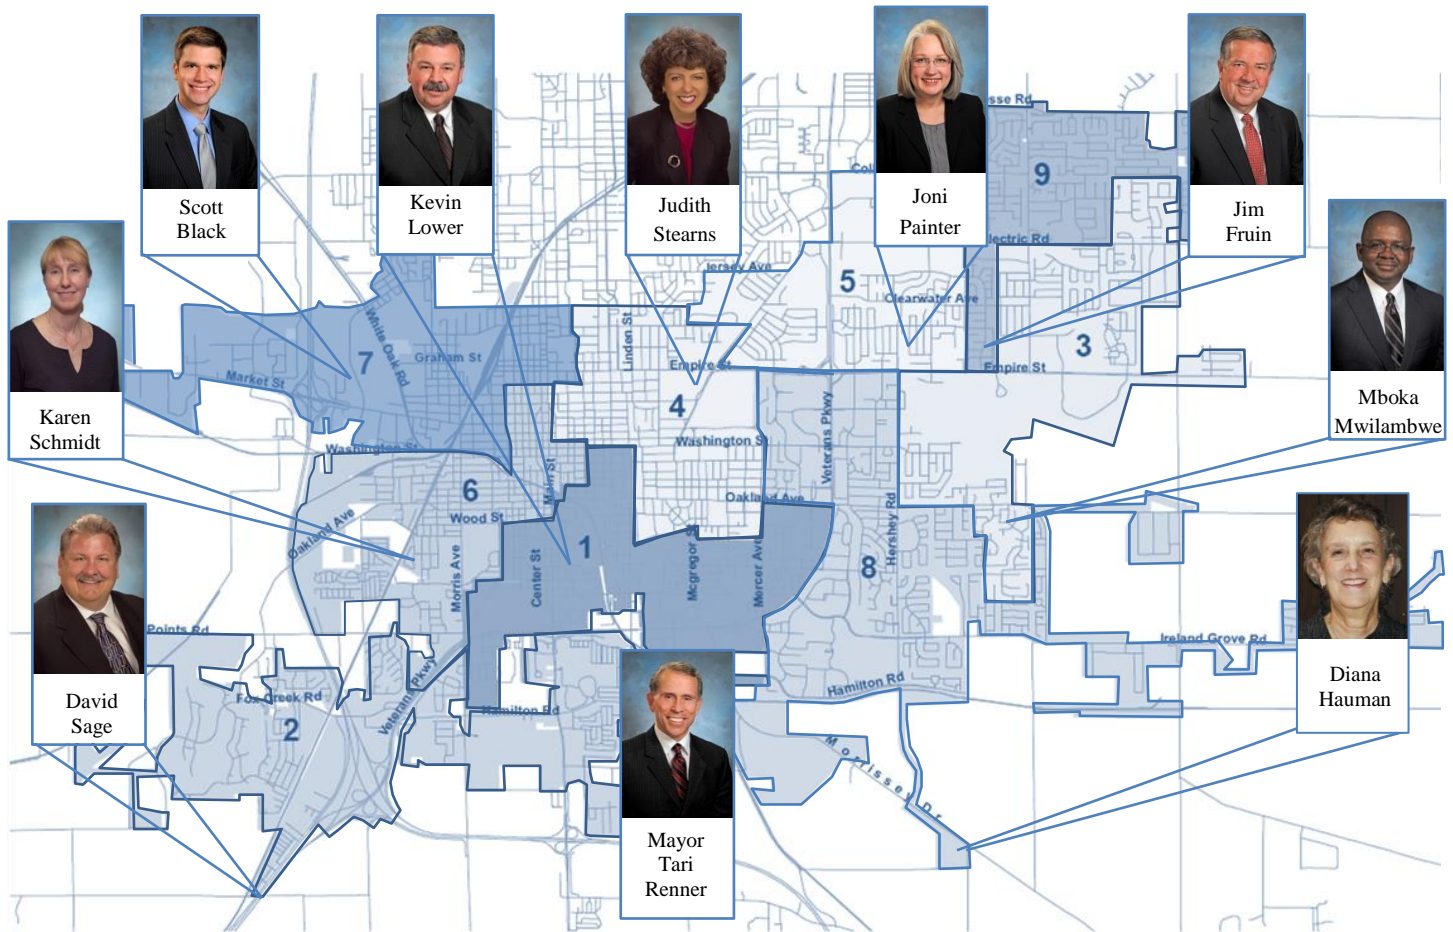 Scott
Black
Kevin
Lower
Judith
Stearns
Joni
Painter
Jim
Fruin
Karen
Schmidt
Mboka
Mwilambwe
David
Sage
Diana
Hauman
Mayor
Tari
Renner
sse Rd
Coll
9
lectric Rd
Jersey Ave
5
Clearwater Ave
3
White Oak Rd
Linden St
7
Graham St
Empire St
Empire St
Market St
4
Veterans Pkwy
Washington St
Washington St
6
Main St
Oakland Ave
Wood St
Oakland Ave
Hershey Rd
1
Morris Ave
Center St
Mcgregor St
Mercer Ave
8
Points Rd
Ireland Grove Rd
Fox Creek Rd
Veterans Pkwy
Hamilton Rd
Hamilton Rd
2
Morrissey Dr